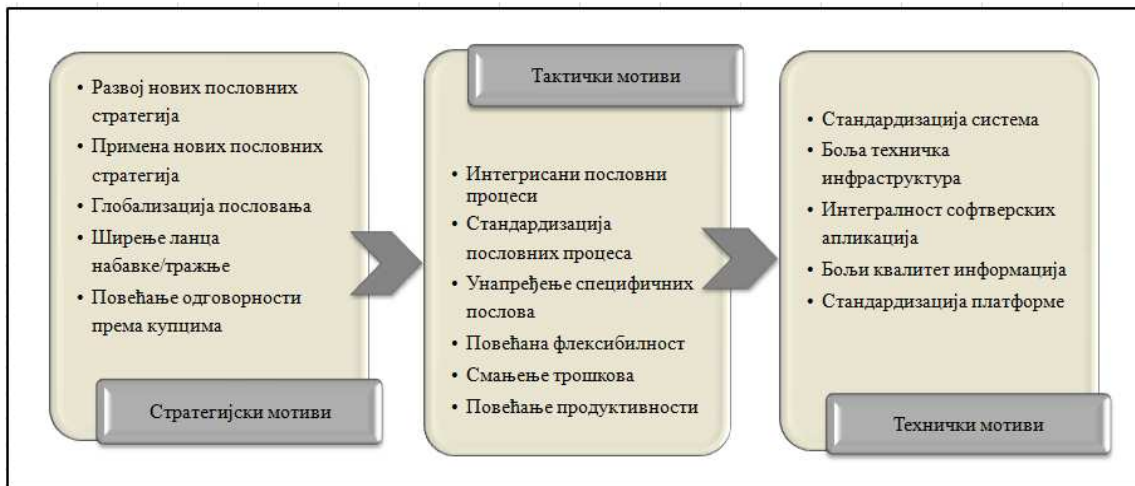 • Развој нових пословних
стратегија
• Примена нових пословних
стратегија
• Глобализација пословања
• Ширење ланца
набавке/тражње
• Повећање одговорности
према купцима
Стратегијски мотиви
Тактички мотиви
• Интегрисани пословни
процеси
• Стандардизација
пословних процеса
• Унапређење специфичних
послова
• Повећана флексибилност
• Смањење трошкова
• Повећање продуктивности
• Стандардизација система
• Боља техничка
инфраструктура
• Интегралност софтверских
апликација
• Бољи квалитет информација
• Стандардизација платформе
Технички мотиви